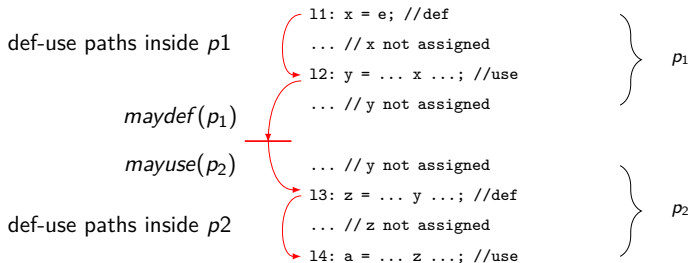 l1: x = e; //def
def-use paths inside p1
... // x not assigned
p₁
l2: y = ... x ...; //use
... // y not assigned
maydef(p₁)
mayuse(p₂)
... // y not assigned
l3: z = ... y ...; //def
p₂
def-use paths inside p2
... // z not assigned
l4: a = ... z ...; //use